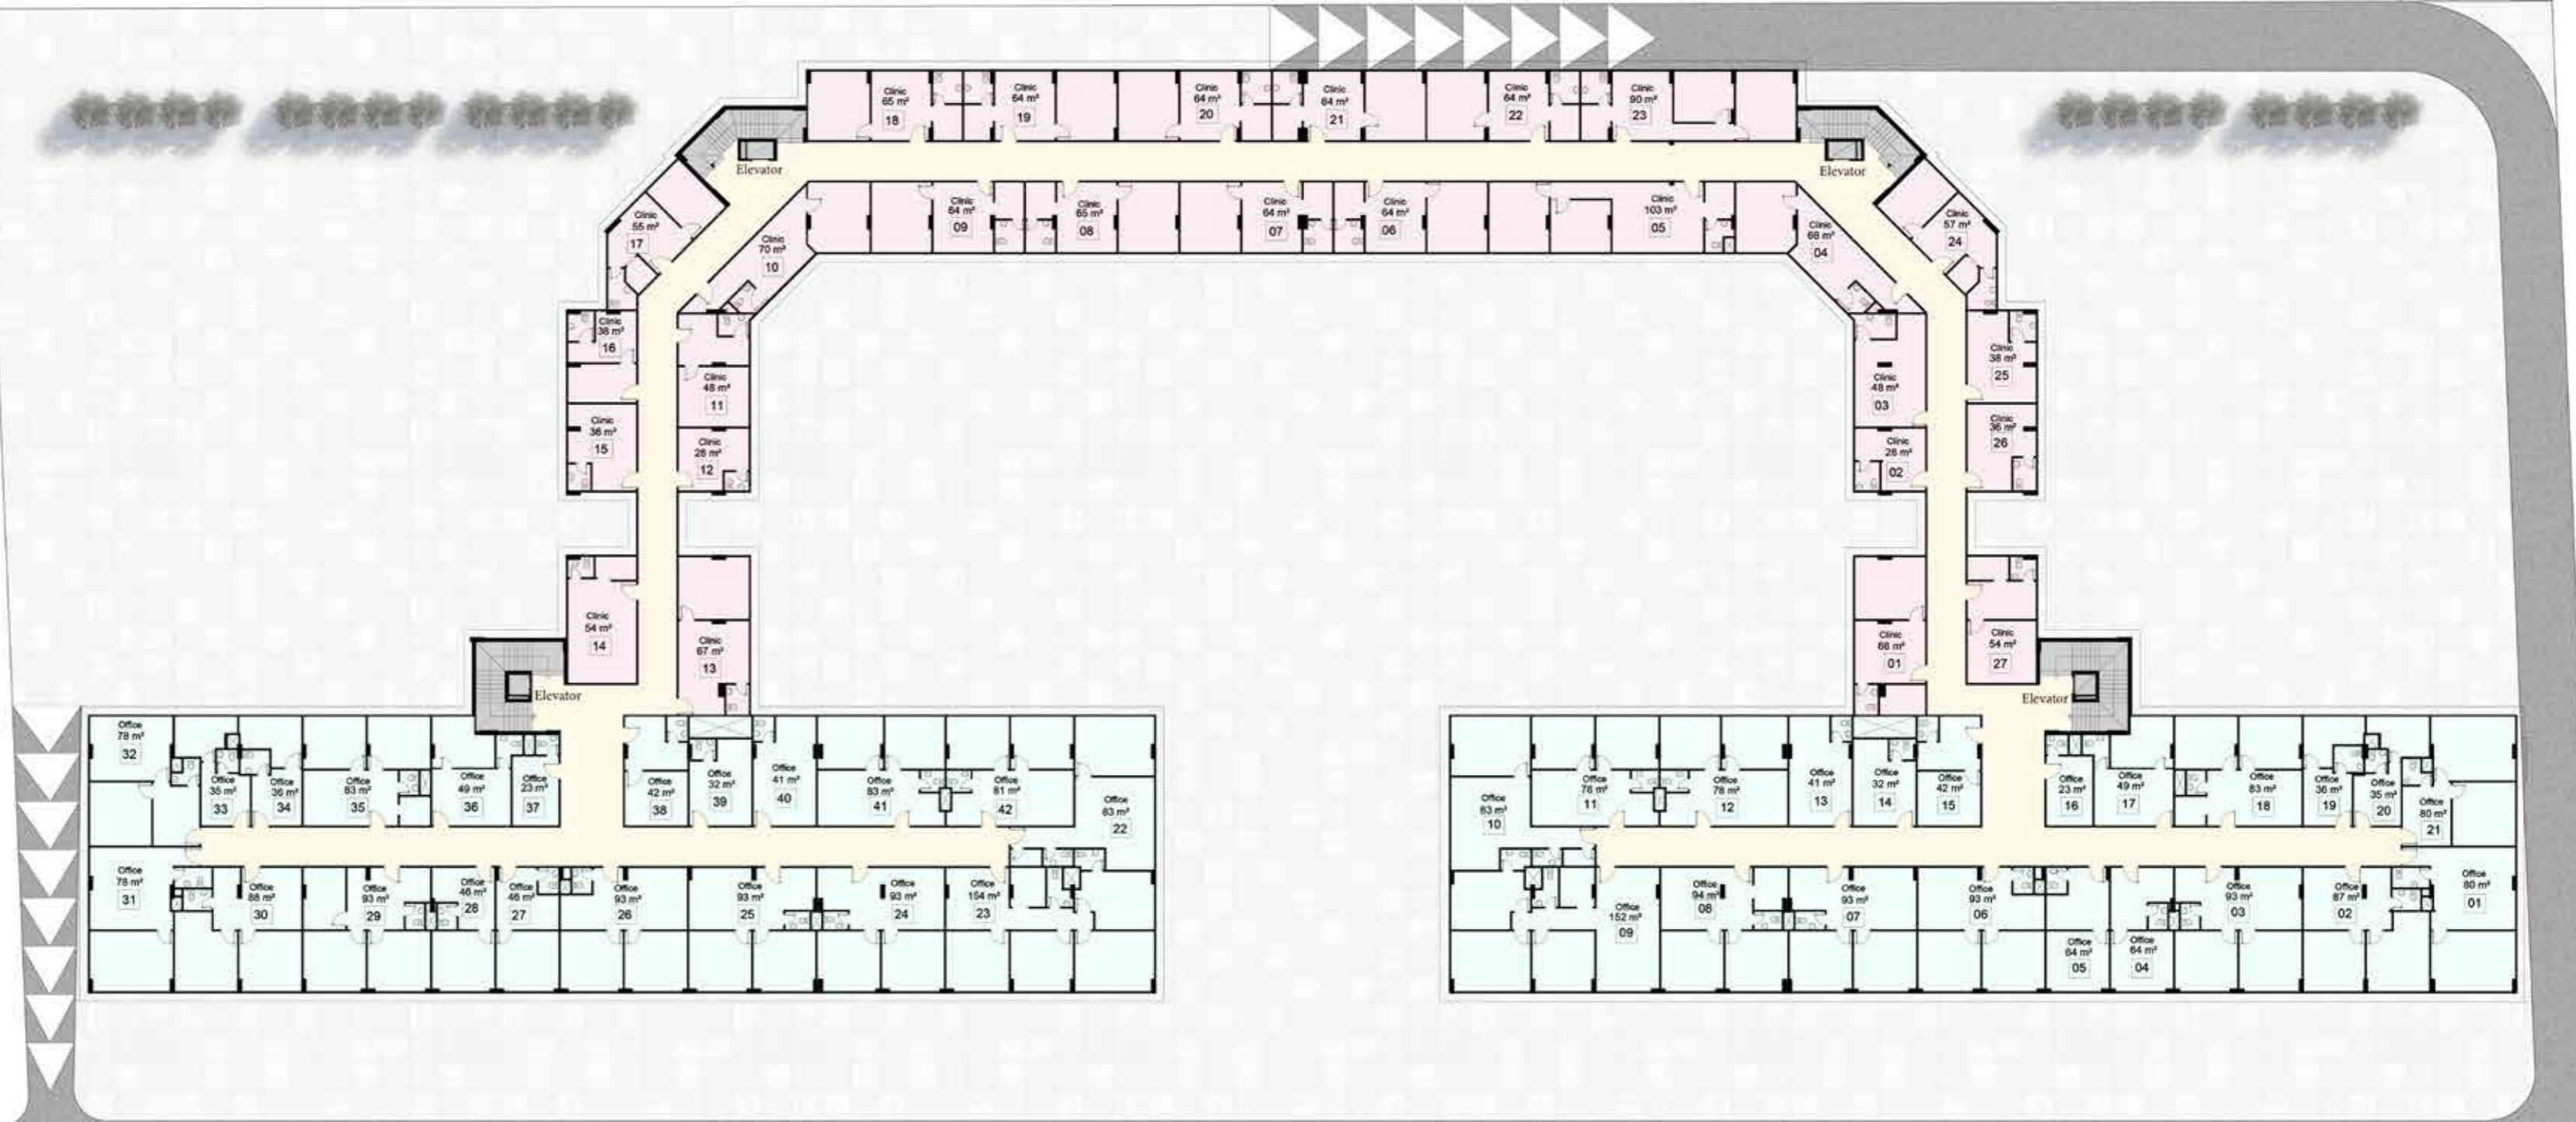 Clinic
65 m²
18
Clinic
64 m²
19
Clinic
64 m²
20
Clinic
64 m²
21
Clinic
64 m²
22
Clinic
90 m²
23
Elevator
Elevator
Clinic
55 m²
17
Clinic
70 m²
10
Clinic
64 m²
09
Clinic
65 m²
08
Clinic
64 m²
07
Clinic
64 m²
06
Clinic
103 m²
05
Clinic
68 m²
04
Clinic
57 m²
24
Clinic
38 m²
16
Clinic
48 m²
11
Clinic
36 m²
15
Clinic
28 m²
12
Clinic
48 m²
03
Clinic
38 m²
25
Clinic
28 m²
02
Clinic
36 m²
26
Clinic
54 m²
14
Clinic
67 m²
13
Clinic
66 m²
01
Clinic
54 m²
27
Elevator
Elevator
Office
78 m²
32
Office
35 m²
33
Office
36 m²
34
Office
83 m²
35
Office
49 m²
36
Office
23 m²
37
Office
42 m²
38
Office
32 m²
39
Office
41 m²
40
Office
83 m²
41
Office
81 m²
42
Office
83 m²
22
Office
78 m²
31
Office
88 m²
30
Office
93 m²
29
Office
46 m²
28
Office
46 m²
27
Office
93 m²
26
Office
93 m²
25
Office
93 m²
24
Office
154 m²
23
Office
83 m²
10
Office
78 m²
11
Office
78 m²
12
Office
41 m²
13
Office
32 m²
14
Office
42 m²
15
Office
23 m²
16
Office
49 m²
17
Office
83 m²
18
Office
36 m²
19
Office
35 m²
20
Office
80 m²
21
Office
152 m²
09
Office
94 m²
08
Office
93 m²
07
Office
93 m²
06
Office
64 m²
05
Office
64 m²
04
Office
93 m²
03
Office
87 m²
02
Office
80 m²
01